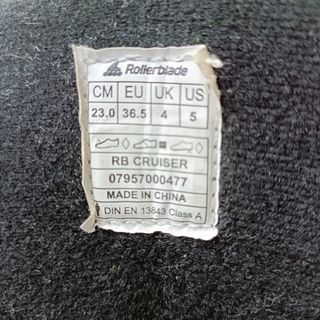 Rollerblade
CM EU UK US
23.0 36.5 4 5
RB CRUISER
07957000477
MADE IN CHINA
DIN EN 13843 Class A